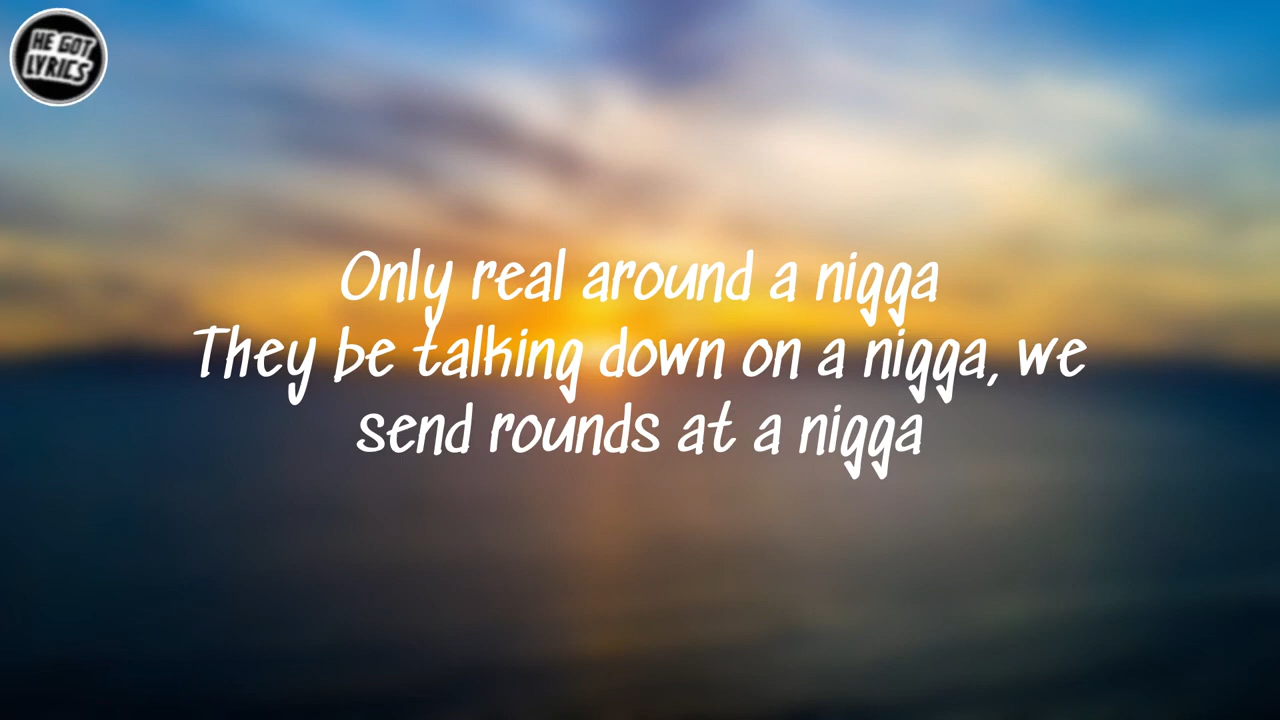 HE GOT
LYRICS
Only real around a nigga
They be talking down on a nigga, we
send rounds at a nigga